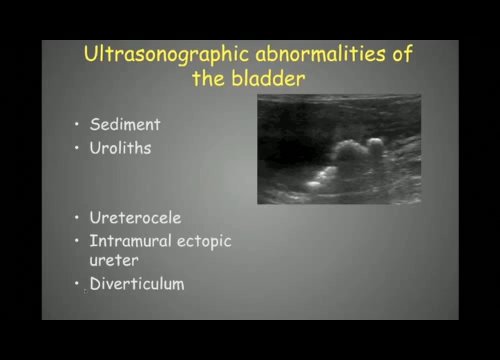 Ultrasonographic abnormalities of
the bladder
• Sediment
• Uroliths
• Ureterocele
• Intramural ectopic
ureter
• Diverticulum